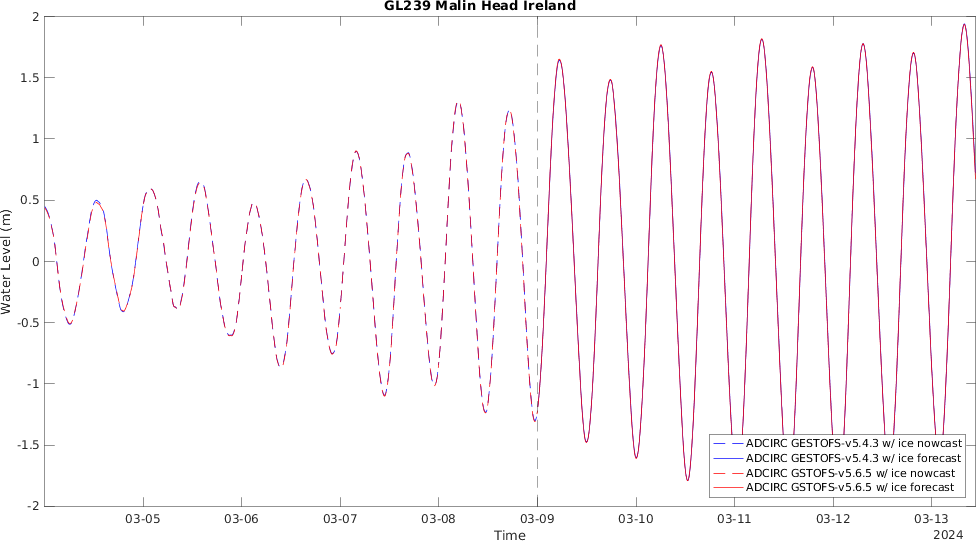 GL239 Malin Head Ireland
2
1.5
1
0.5
0
-0.5
-1
-1.5
-2
Water Level (m)
ADCIRC GESTOFS-v5.4.3 w/ ice nowcast
ADCIRC GESTOFS-v5.4.3 w/ ice forecast
ADCIRC GSTOFS-v5.6.5 w/ ice nowcast
ADCIRC GSTOFS-v5.6.5 w/ ice forecast
03-05 03-06 03-07 03-08 03-09 03-10 03-11 03-12 03-13
Time 2024